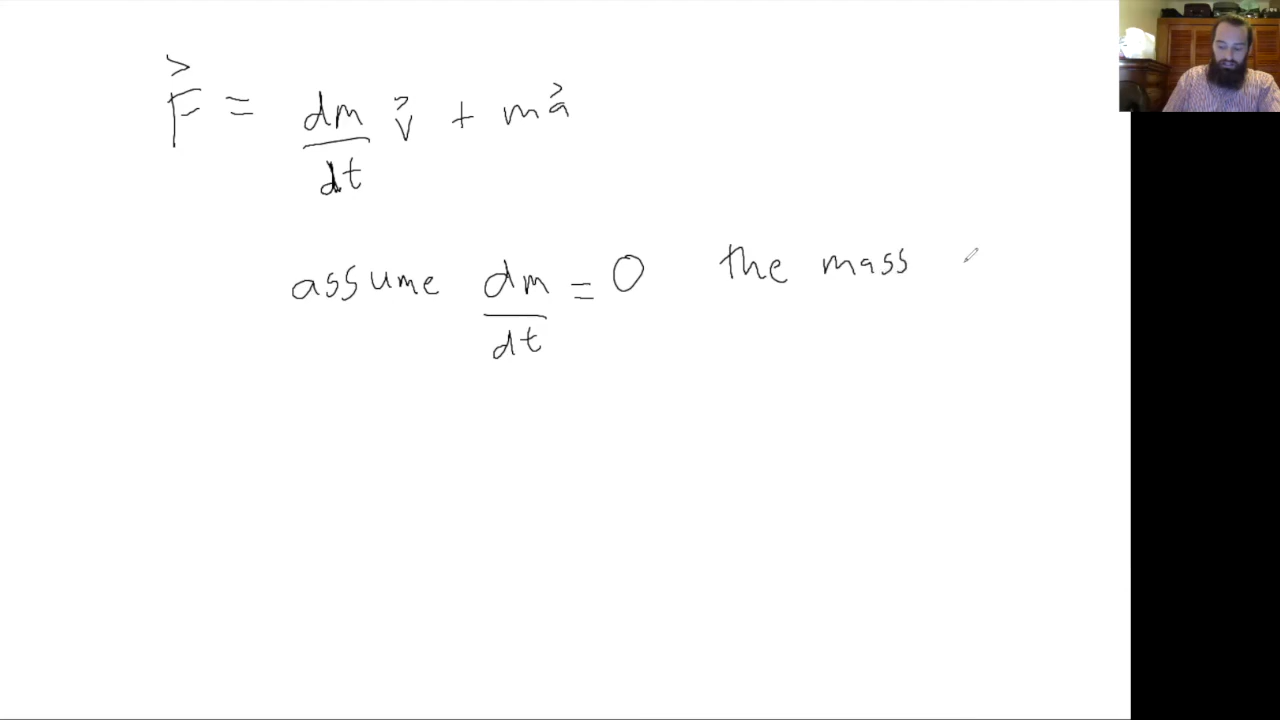 F⃗ = dm/dt v⃗ + ma⃗
assume dm/dt = 0 the mass